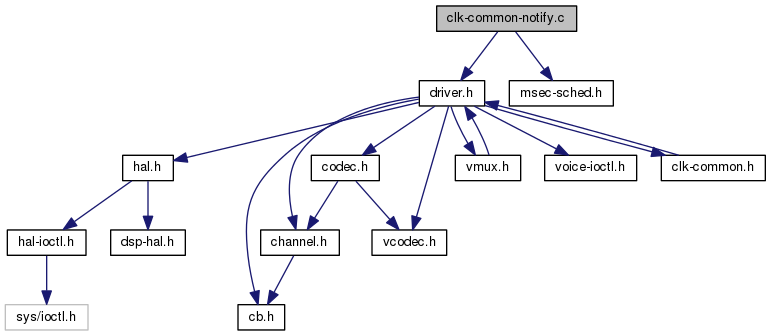 clk-common-notify.c
driver.h
msec-sched.h
hal.h
codec.h
vmux.h
voice-ioctl.h
clk-common.h
hal-ioctl.h
dsp-hal.h
channel.h
vcodec.h
sys/ioctl.h
cb.h